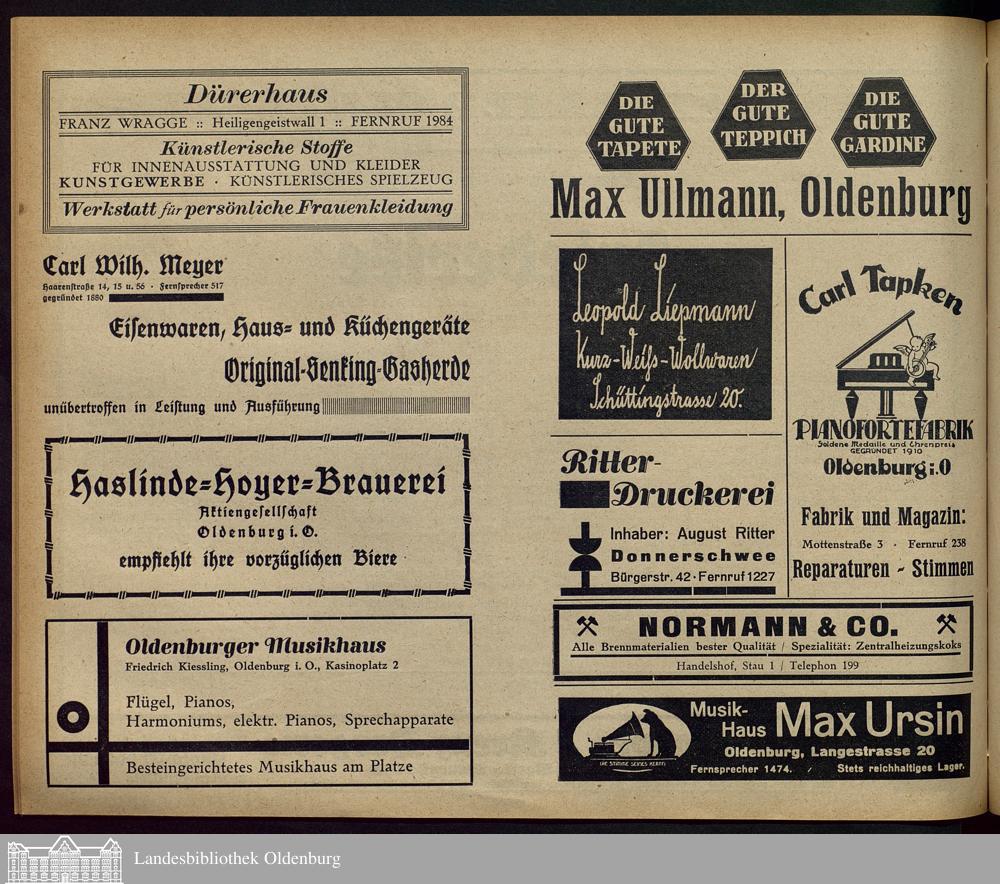 Dürerhaus
FRANZ WRAGGE :: Heiligengeistwall 1 :: FERNRUF 1984
Künstlerische Stoffe
FÜR INNENAUSSTATTUNG UND KLEIDER
KUNSTGEWERBE · KÜNSTLERISCHES SPIELZEUG
Werkstatt für persönliche Frauenkleidung
Carl Wilh. Meyer
Haarenstraße 14, 15 u. 56 · Fernsprecher 517
gegründet 1880
Eisenwaren, Haus= und Küchengeräte
Original-Senking-Gasherde
unübertroffen in Leistung und Ausführung
Haslinde=Hoyer=Brauerei
Aktiengesellschaft
Oldenburg i. O.
empfiehlt ihre vorzüglichen Biere
Oldenburger Musikhaus
Friedrich Kiessling, Oldenburg i. O., Kasinoplatz 2
Flügel, Pianos,
Harmoniums, elektr. Pianos, Sprechapparate
Besteingerichtetes Musikhaus am Platze
DIE
GUTE
TAPETE
DER
GUTE
TEPPICH
DIE
GUTE
GARDINE
Max Ullmann, Oldenburg
Leopold Liepmann
Kurz-Weiß-Wollwaren
Schüttingstrasse 20.
Carl Tapken
PIANOFORTEFABRIK
Goldene Medaille und Ehrenpreis
GEGRÜNDET 1910
Oldenburg i. O
Fabrik und Magazin:
Mottenstraße 3 · Fernruf 238
Reparaturen - Stimmen
Ritter-
Druckerei
Inhaber: August Ritter
Donnerschwee
Bürgerstr. 42 · Fernruf 1227
NORMANN & CO.
Alle Brennmaterialien bester Qualität / Spezialität: Zentralheizungskoks
Handelshof, Stau 1 / Telephon 199
DIE STIMME SEINES HERRN
Musik-
Haus Max Ursin
Oldenburg, Langestrasse 20
Fernsprecher 1474. Stets reichhaltiges Lager.
Landesbibliothek Oldenburg